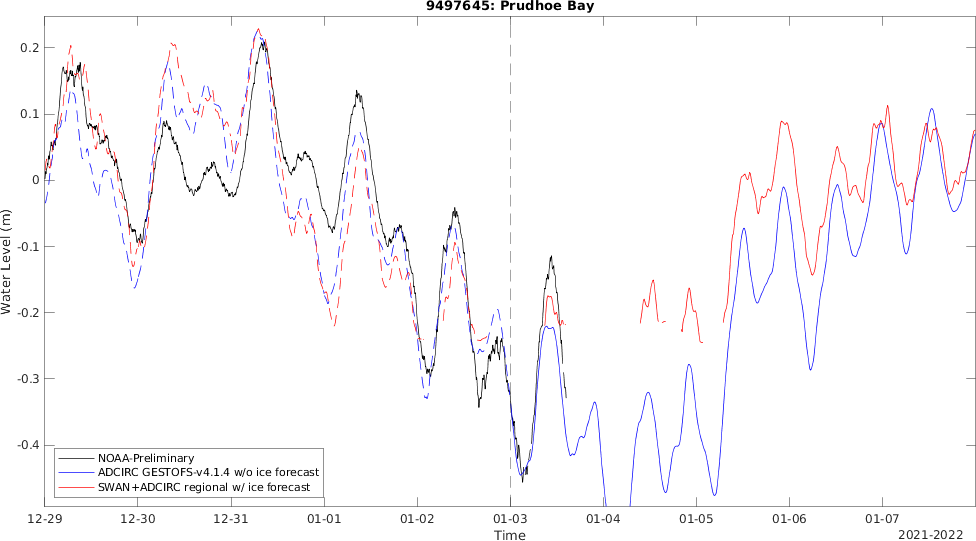 9497645: Prudhoe Bay
Water Level (m)
0.2
0.1
0
-0.1
-0.2
-0.3
-0.4
NOAA-Preliminary
ADCIRC GESTOFS-v4.1.4 w/o ice forecast
SWAN+ADCIRC regional w/ ice forecast
12-29 12-30 12-31 01-01 01-02 01-03 01-04 01-05 01-06 01-07
Time
2021-2022